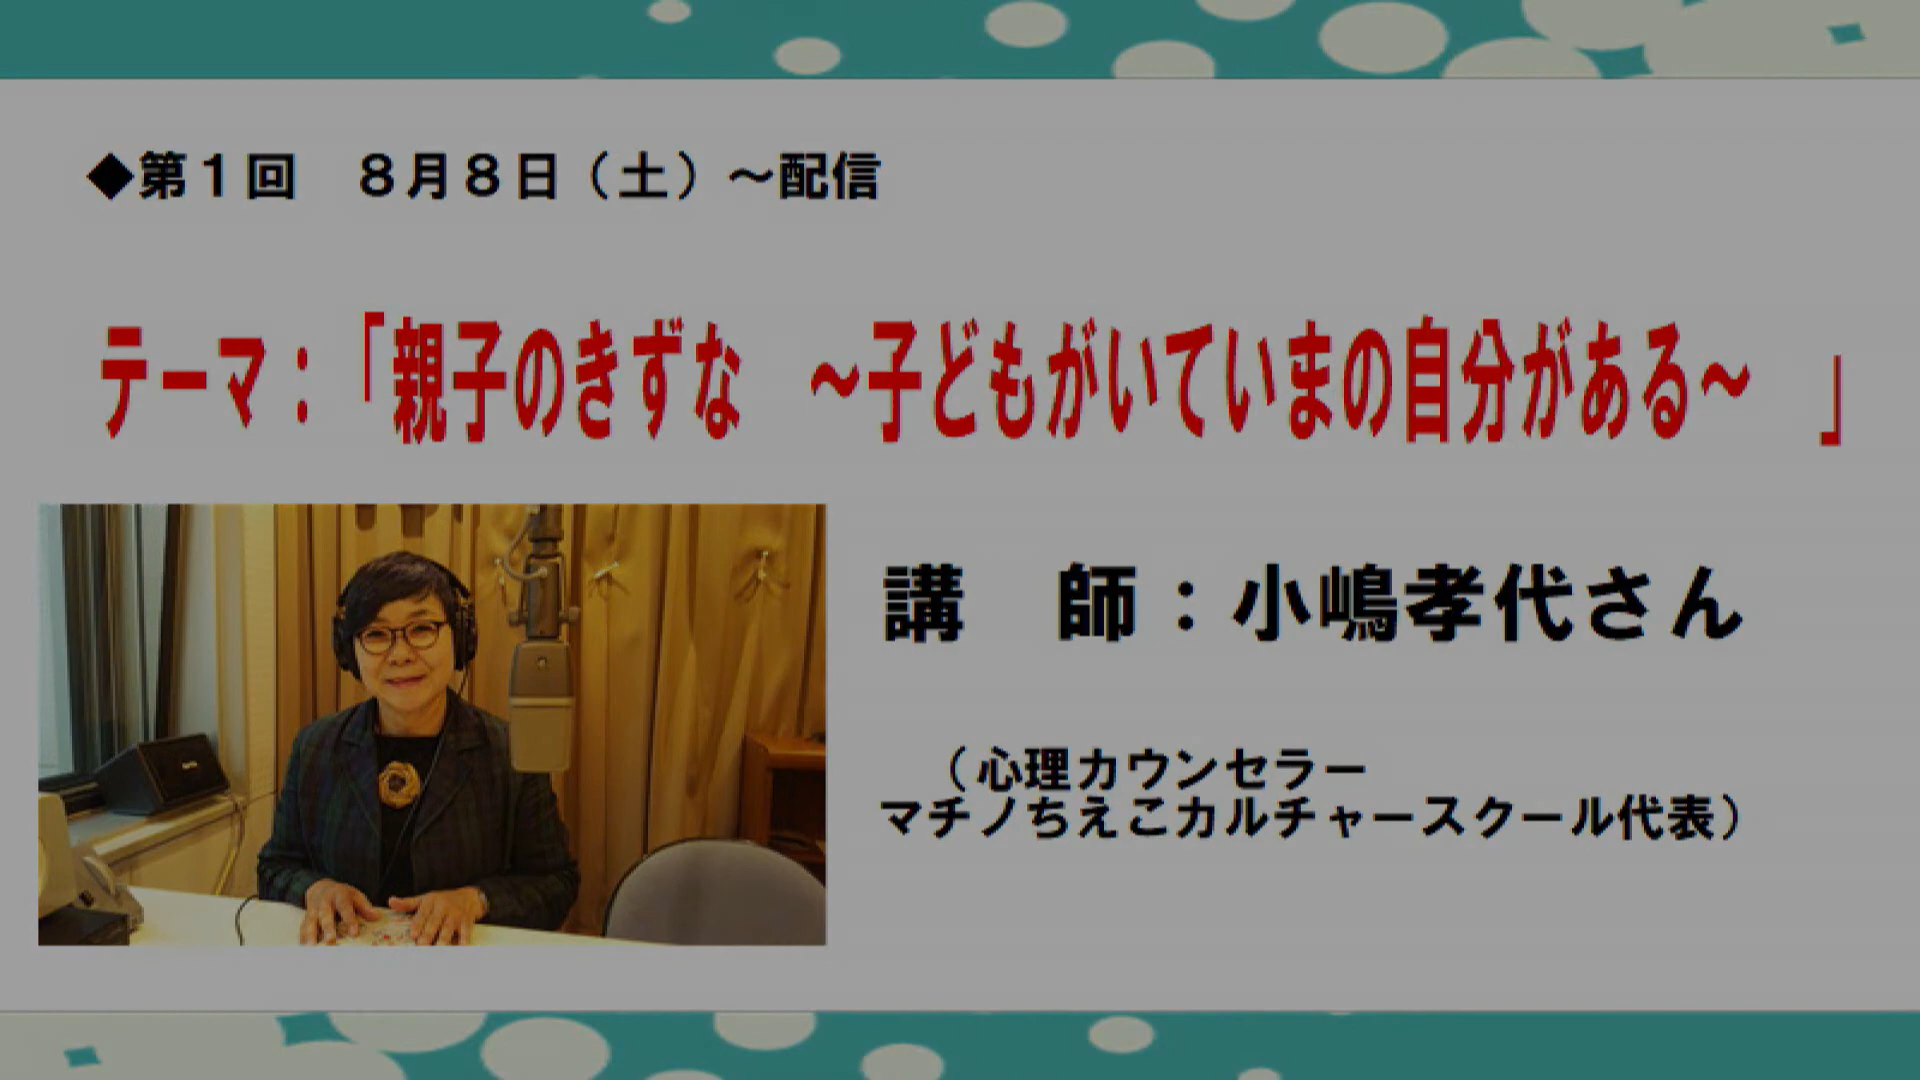 ◆第１回　８月８日（土）～配信
テーマ：「親子のきずな　～子どもがいていまの自分がある～　」
講　師：小嶋孝代さん
（心理カウンセラー
マチノちえこカルチャースクール代表）